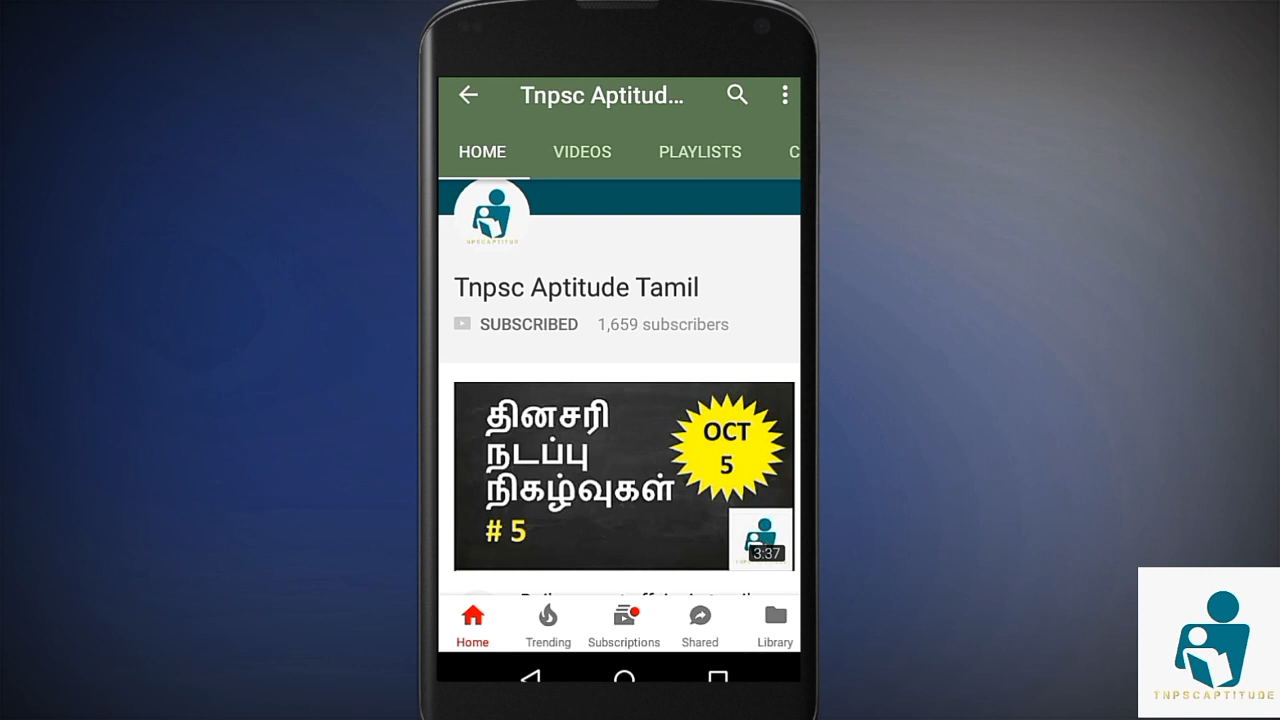 Tnpsc Aptitud...
HOME VIDEOS PLAYLISTS C
Tnpsc Aptitude Tamil
SUBSCRIBED 1,659 subscribers
தினசரி
நடப்பு
நிகழ்வுகள்
# 5
OCT
5
3:37
Home Trending Subscriptions Shared Library
TNPSCAPTITUDE